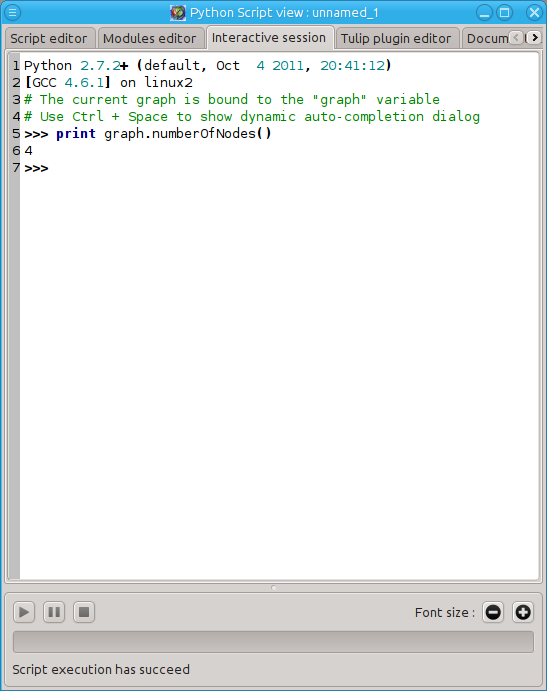 Python Script view : unnamed_1
Script editor Modules editor Interactive session Tulip plugin editor Docum
1 Python 2.7.2+ (default, Oct  4 2011, 20:41:12)
2 [GCC 4.6.1] on linux2
3 # The current graph is bound to the "graph" variable
4 # Use Ctrl + Space to show dynamic auto-completion dialog
5 >>> print graph.numberOfNodes()
6 4
7 >>>
Font size :
Script execution has succeed